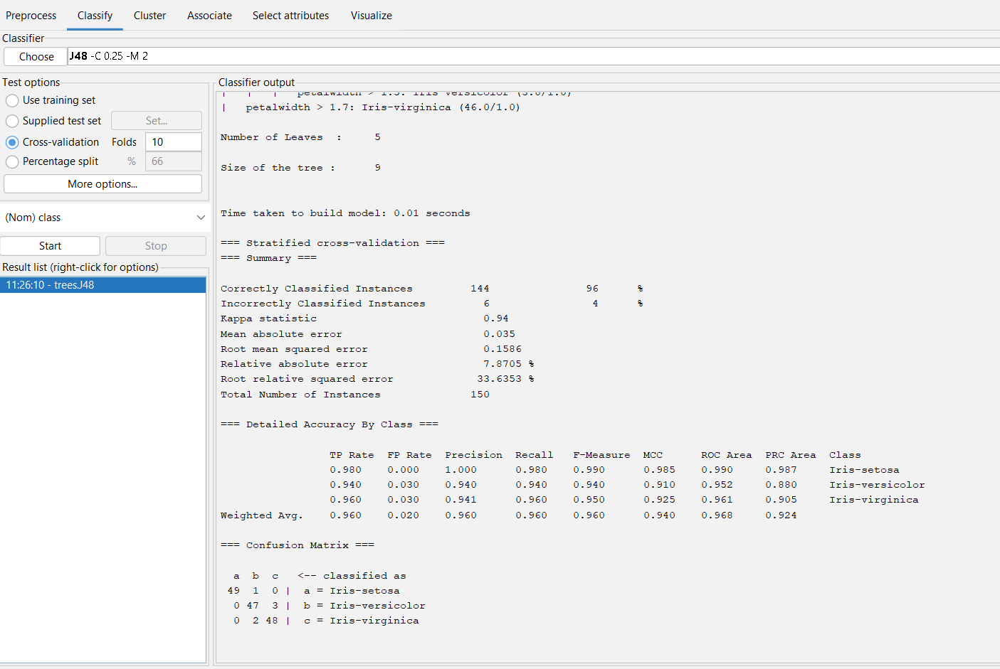 Preprocess Classify Cluster Associate Select attributes Visualize
Classifier
Choose J48 -C 0.25 -M 2
Test options
Use training set
Supplied test set Set...
Cross-validation Folds 10
Percentage split % 66
More options...
(Nom) class
Start Stop
Result list (right-click for options)
11:26:10 - trees.J48
Classifier output
| petalwidth > 1.7: Iris-virginica (46.0/1.0)
Number of Leaves : 5
Size of the tree : 9
Time taken to build model: 0.01 seconds
=== Stratified cross-validation ===
=== Summary ===
Correctly Classified Instances 144 96 %
Incorrectly Classified Instances 6 4 %
Kappa statistic 0.94
Mean absolute error 0.035
Root mean squared error 0.1586
Relative absolute error 7.8705 %
Root relative squared error 33.6353 %
Total Number of Instances 150
=== Detailed Accuracy By Class ===
TP Rate FP Rate Precision Recall F-Measure MCC ROC Area PRC Area Class
0.980 0.000 1.000 0.980 0.990 0.985 0.990 0.987 Iris-setosa
0.940 0.030 0.940 0.940 0.940 0.910 0.952 0.880 Iris-versicolor
0.960 0.030 0.941 0.960 0.950 0.925 0.961 0.905 Iris-virginica
Weighted Avg. 0.960 0.020 0.960 0.960 0.960 0.940 0.968 0.924
=== Confusion Matrix ===
a b c <-- classified as
49 1 0 | a = Iris-setosa
0 47 3 | b = Iris-versicolor
0 2 48 | c = Iris-virginica